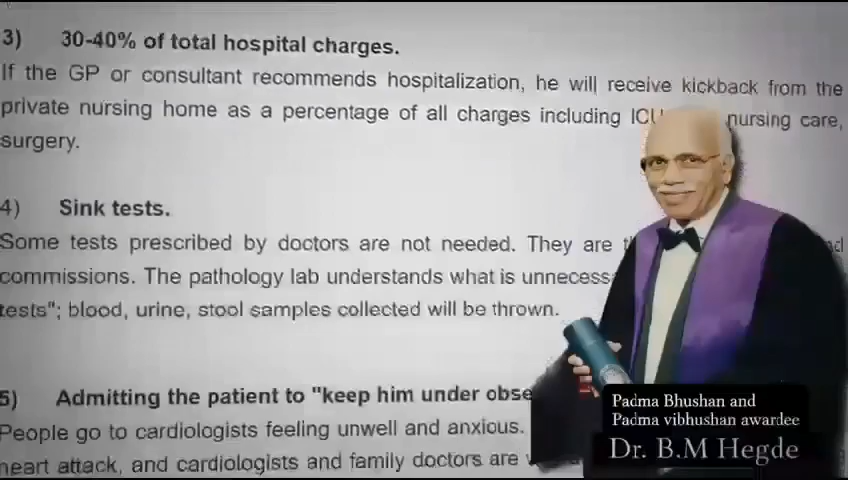 3) 30-40% of total hospital charges.
If the GP or consultant recommends hospitalization, he will receive kickback from the
private nursing home as a percentage of all charges including ICU nursing care,
surgery.
4) Sink tests.
Some tests prescribed by doctors are not needed. They are
commissions. The pathology lab understands what is
tests"; blood, urine, stool samples collected will be thrown.
5) Admitting the patient to "keep him under
People go to cardiologists feeling unwell and anxious.
heart attack, and cardiologists and family doctors are
Padma Bhushan and
Padma vibhushan awardee
Dr. B.M Hegde